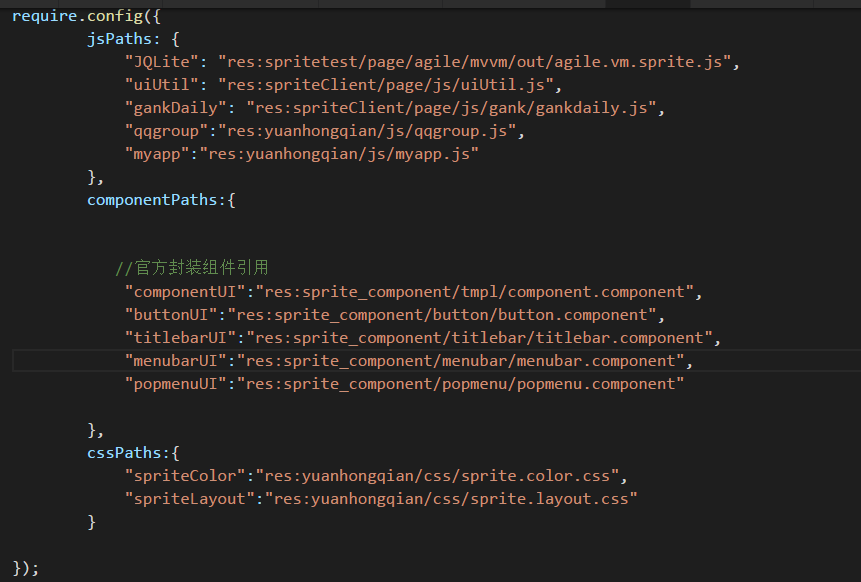 require.config({
jsPaths: {
"JQLite": "res:spritetest/page/agile/mvvm/out/agile.vm.sprite.js",
"uiUtil": "res:spriteClient/page/js/uiUtil.js",
"gankDaily": "res:spriteClient/page/js/gank/gankdaily.js",
"qqgroup":"res:yuanhongqian/js/qqgroup.js",
"myapp":"res:yuanhongqian/js/myapp.js"
},
componentPaths:{
//官方封装组件引用
"componentUI":"res:sprite_component/tmpl/component.component",
"buttonUI":"res:sprite_component/button/button.component",
"titlebarUI":"res:sprite_component/titlebar/titlebar.component",
"menubarUI":"res:sprite_component/menubar/menubar.component",
"popmenuUI":"res:sprite_component/popmenu/popmenu.component"
},
cssPaths:{
"spriteColor":"res:yuanhongqian/css/sprite.color.css",
"spriteLayout":"res:yuanhongqian/css/sprite.layout.css"
}
});